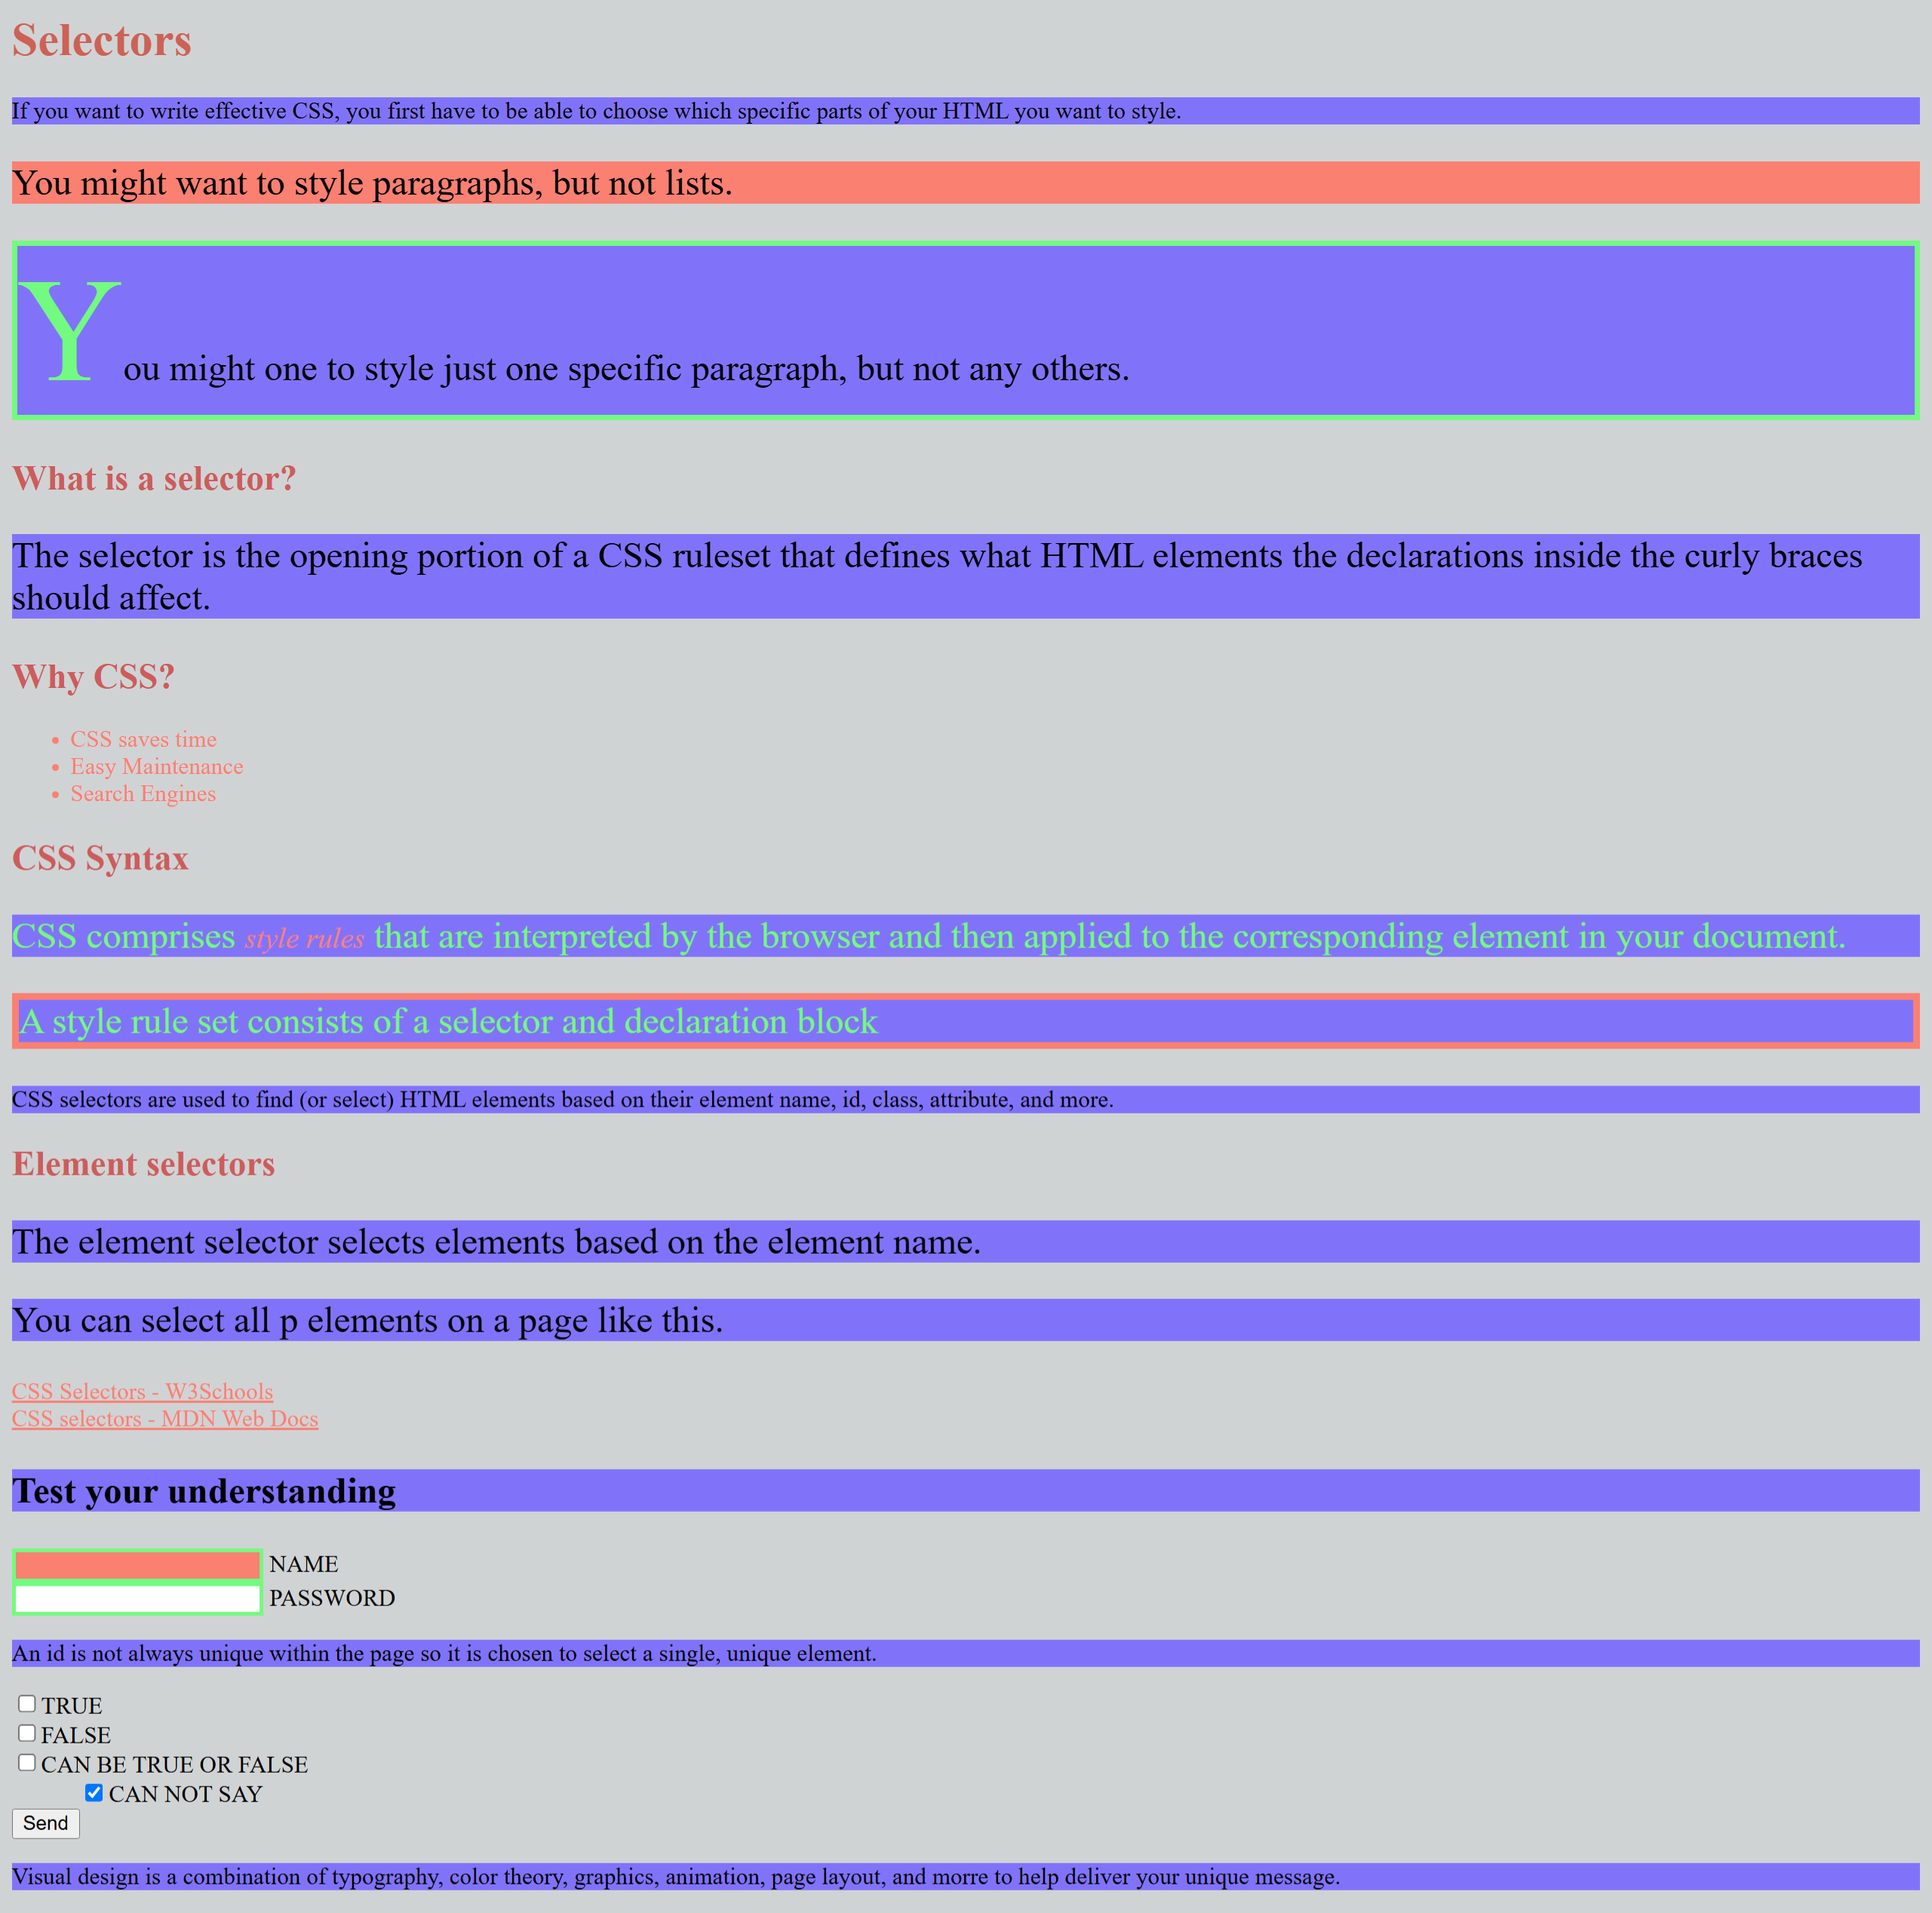 Selectors
If you want to write effective CSS, you first have to be able to choose which specific parts of your HTML you want to style.
You might want to style paragraphs, but not lists.
You might one to style just one specific paragraph, but not any others.
What is a selector?
The selector is the opening portion of a CSS ruleset that defines what HTML elements the declarations inside the curly braces
should affect.
Why CSS?
• CSS saves time
• Easy Maintenance
• Search Engines
CSS Syntax
CSS comprises style rules that are interpreted by the browser and then applied to the corresponding element in your document.
A style rule set consists of a selector and declaration block
CSS selectors are used to find (or select) HTML elements based on their element name, id, class, attribute, and more.
Element selectors
The element selector selects elements based on the element name.
You can select all p elements on a page like this.
CSS Selectors - W3Schools
CSS selectors - MDN Web Docs
Test your understanding
NAME
PASSWORD
An id is not always unique within the page so it is chosen to select a single, unique element.
TRUE
FALSE
CAN BE TRUE OR FALSE
CAN NOT SAY
Send
Visual design is a combination of typography, color theory, graphics, animation, page layout, and morre to help deliver your unique message.